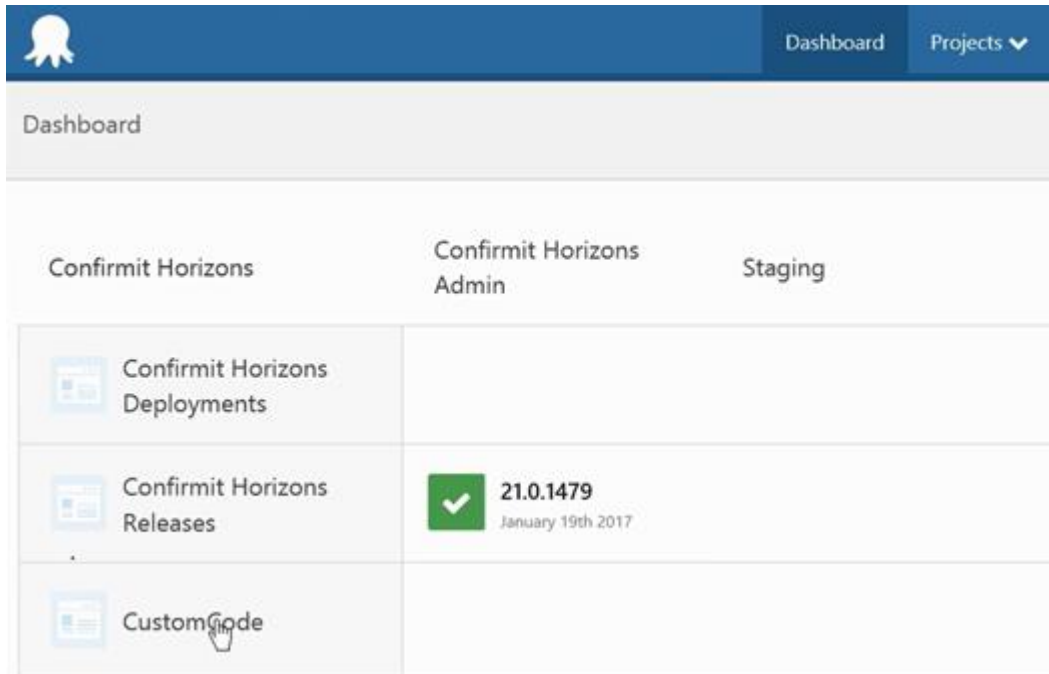 Dashboard Projects
Dashboard
Confirmit Horizons
Confirmit Horizons
Admin
Staging
Confirmit Horizons
Deployments
Confirmit Horizons
Releases
21.0.1479
January 19th 2017
CustomCode